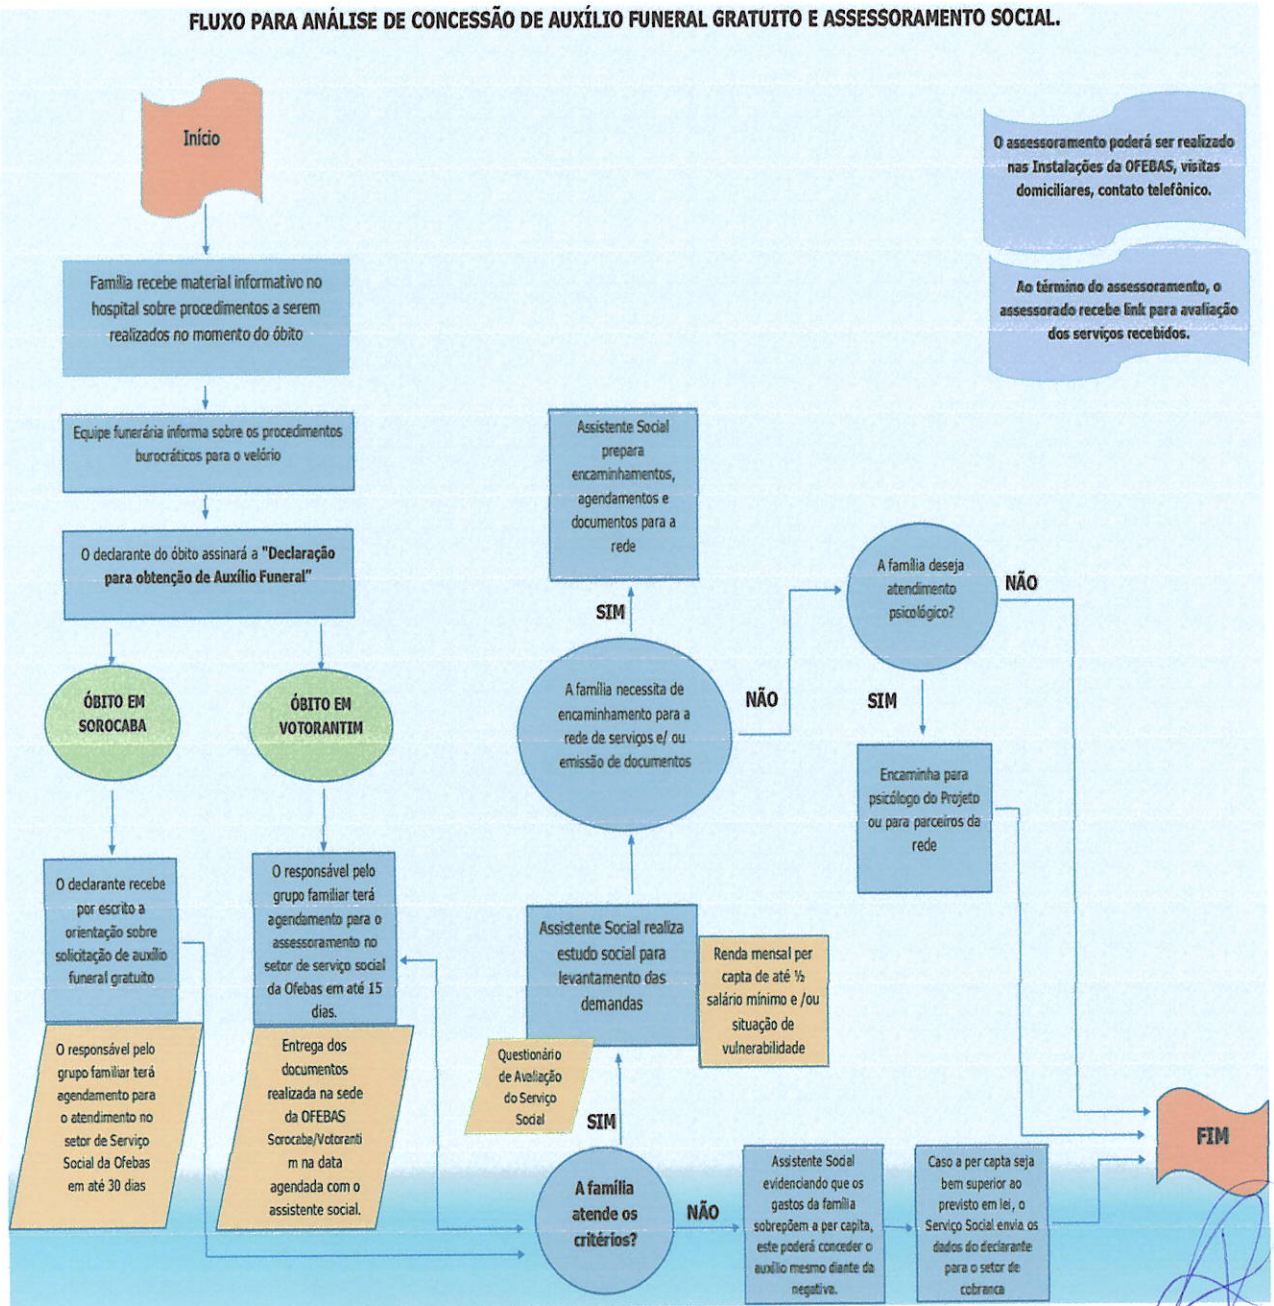 FLUXO PARA ANÁLISE DE CONCESSÃO DE AUXÍLIO FUNERAL GRATUITO E ASSESSORAMENTO SOCIAL.
Início
O assessoramento poderá ser realizado
nas Instalações da OFEBAS, visitas
domiciliares, contato telefônico.
Ao término do assessoramento, o
assessorado recebe link para avaliação
dos serviços recebidos.
Família recebe material informativo no
hospital sobre procedimentos a serem
realizados no momento do óbito
Equipe funerária informa sobre os procedimentos
burocráticos para o velório
O declarante do óbito assinará a "Declaração
para obtenção de Auxílio Funeral"
ÓBITO EM
SOROCABA
ÓBITO EM
VOTORANTIM
O declarante recebe
por escrito a
orientação sobre
solicitação de auxílio
funeral gratuito
O responsável pelo
grupo familiar terá
agendamento para
o atendimento no
setor de Serviço
Social da Ofebas
em até 30 dias
O responsável pelo
grupo familiar terá
agendamento para o
assessoramento no
setor de serviço social
da Ofebas em até 15
dias.
Entrega dos
documentos
realizada na sede
da OFEBAS
Sorocaba/Votoranti
m na data
agendada com o
assistente social.
A família
atende os
critérios?
SIM
NÃO
Questionário
de Avaliação
do Serviço
Social
Assistente Social realiza
estudo social para
levantamento das
demandas
Renda mensal per
capta de até ½
salário mínimo e /ou
situação de
vulnerabilidade
A família necessita de
encaminhamento para a
rede de serviços e/ ou
emissão de documentos
SIM
NÃO
Assistente Social
prepara
encaminhamentos,
agendamentos e
documentos para a
rede
A família deseja
atendimento
psicológico?
NÃO
SIM
Encaminha para
psicólogo do Projeto
ou para parceiros da
rede
Assistente Social
evidenciando que os
gastos da família
sobrepõem a per capita,
este poderá conceder o
auxílio mesmo diante da
negativa.
Caso a per capta seja
bem superior ao
previsto em lei, o
Serviço Social envia os
dados do declarante
para o setor de
cobranca
FIM